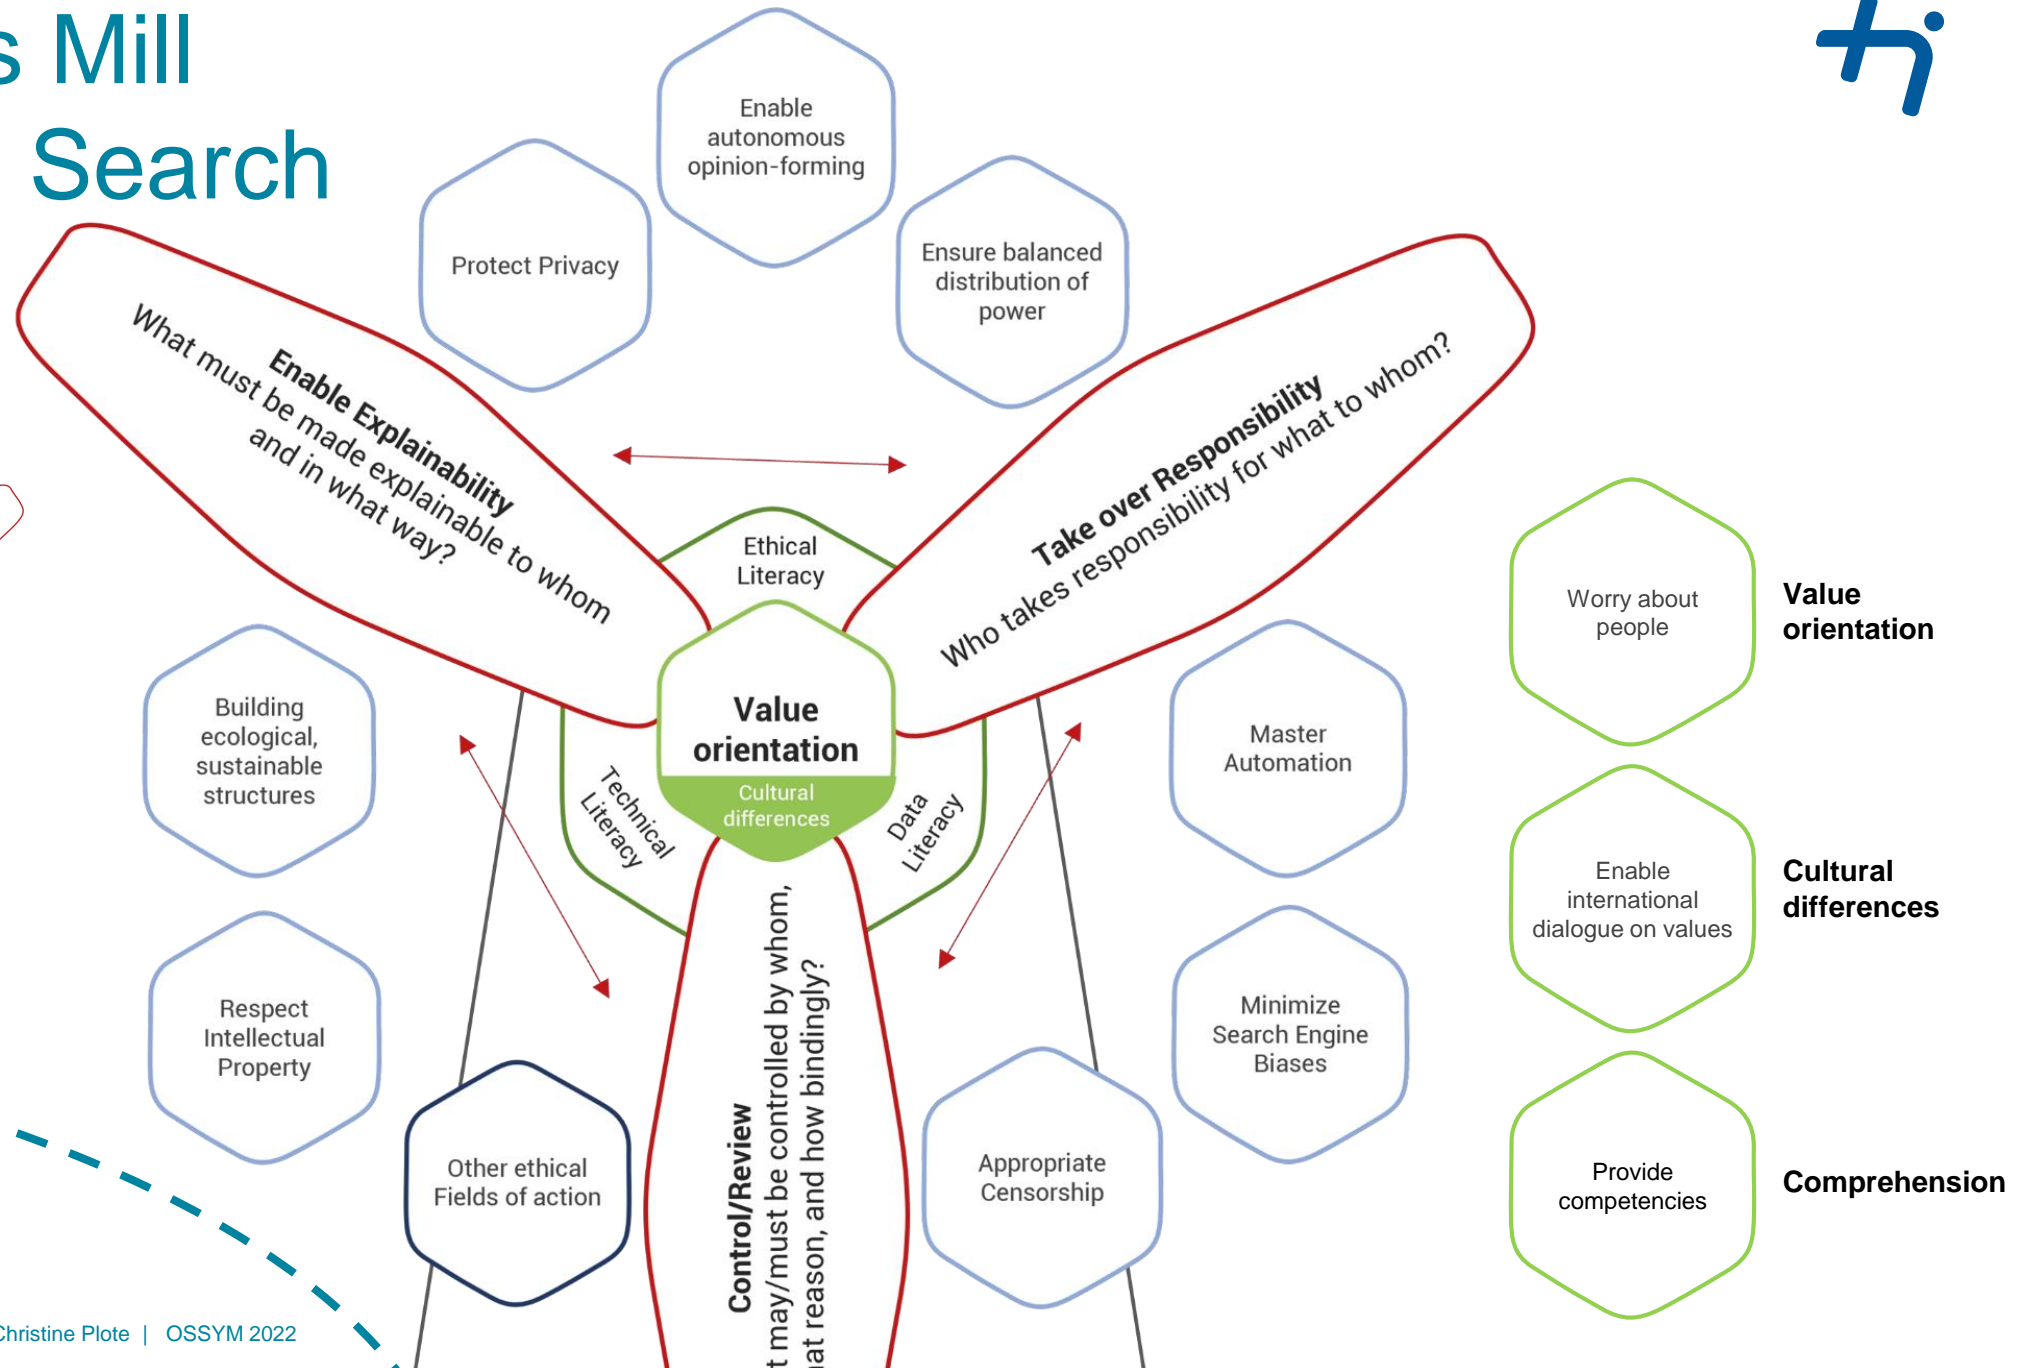 s Mill
Search
Enable
autonomous
opinion-forming
Protect Privacy
Ensure balanced
distribution of
power
Enable Explainability
What must be made explainable to whom
and in what way?
Take over Responsibility
Who takes responsibility for what to whom?
Ethical
Literacy
Value
orientation
Cultural
differences
Technical
Literacy
Data
Literacy
Building
ecological,
sustainable
structures
Respect
Intellectual
Property
Other ethical
Fields of action
Control/Review
t may/must be controlled by whom,
at reason, and how bindingly?
Master
Automation
Minimize
Search Engine
Biases
Appropriate
Censorship
Worry about
people
Value
orientation
Enable
international
dialogue on values
Cultural
differences
Provide
competencies
Comprehension
Christine Plote | OSSYM 2022